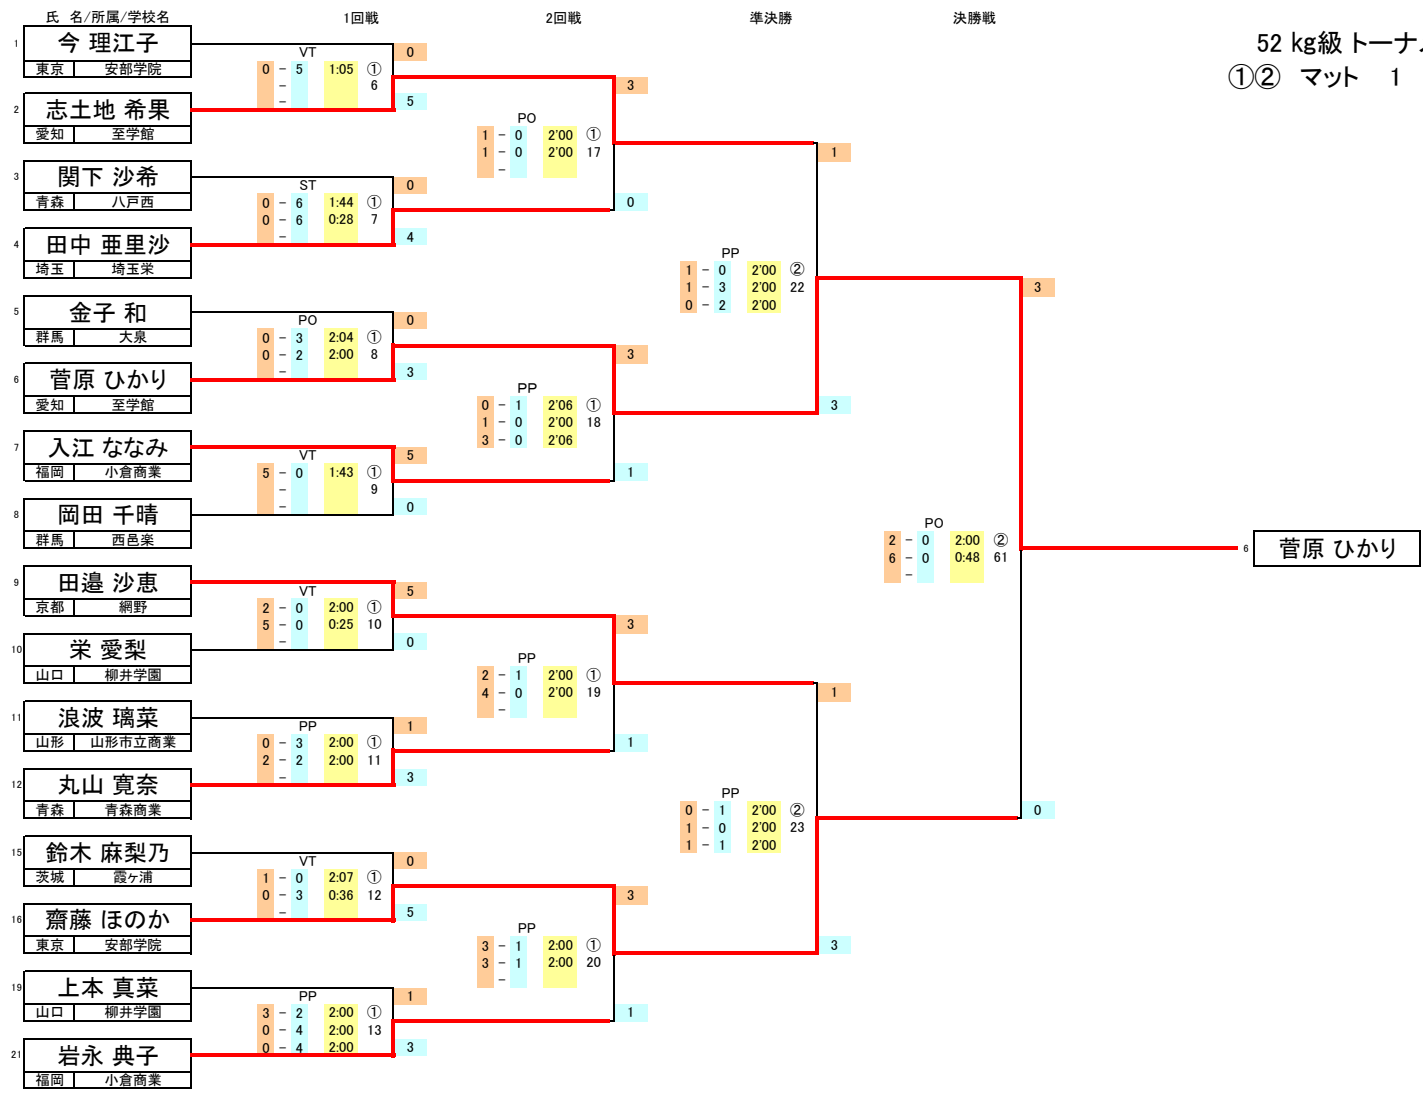 氏 名/所属/学校名 1回戦 2回戦 準決勝 決勝戦
52 kg級 トーナ
①② マット 1
1 今 理江子
東京 安部学院
VT
0 - 5 1:05 ①
- 6
-
0
5
2 志土地 希果
愛知 至学館
3 関下 沙希
青森 八戸西
ST
0 - 6 1:44 ①
0 - 6 0:28 7
-
0
4
4 田中 亜里沙
埼玉 埼玉栄
5 金子 和
群馬 大泉
PO
0 - 3 2:04 ①
0 - 2 2:00 8
-
0
3
6 菅原 ひかり
愛知 至学館
7 入江 ななみ
福岡 小倉商業
VT
5 - 0 1:43 ①
- 9
-
5
0
8 岡田 千晴
群馬 西邑楽
9 田邉 沙恵
京都 網野
VT
2 - 0 2:00 ①
5 - 0 0:25 10
-
5
0
10 栄 愛梨
山口 柳井学園
11 浪波 璃菜
山形 山形市立商業
PP
0 - 3 2:00 ①
2 - 2 2:00 11
-
1
3
12 丸山 寛奈
青森 青森商業
15 鈴木 麻梨乃
茨城 霞ヶ浦
VT
1 - 0 2:07 ①
0 - 3 0:36 12
-
0
5
16 齋藤 ほのか
東京 安部学院
19 上本 真菜
山口 柳井学園
PP
3 - 2 2:00 ①
0 - 4 2:00 13
0 - 4 2:00
1
3
21 岩永 典子
福岡 小倉商業
3
PO
1 - 0 2'00 ①
1 - 0 2'00 17
-
0
3
PP
0 - 1 2'06 ①
1 - 0 2'00 18
3 - 0 2'06
1
3
PP
2 - 1 2'00 ①
4 - 0 2'00 19
-
1
3
PP
3 - 1 2:00 ①
3 - 1 2:00 20
-
1
1
PP
1 - 0 2'00 ②
1 - 3 2'00 22
0 - 2 2'00
3
1
PP
0 - 1 2'00 ②
1 - 0 2'00 23
1 - 1 2'00
3
3
PO
2 - 0 2:00 ②
6 - 0 0:48 61
-
0
6 菅原 ひかり